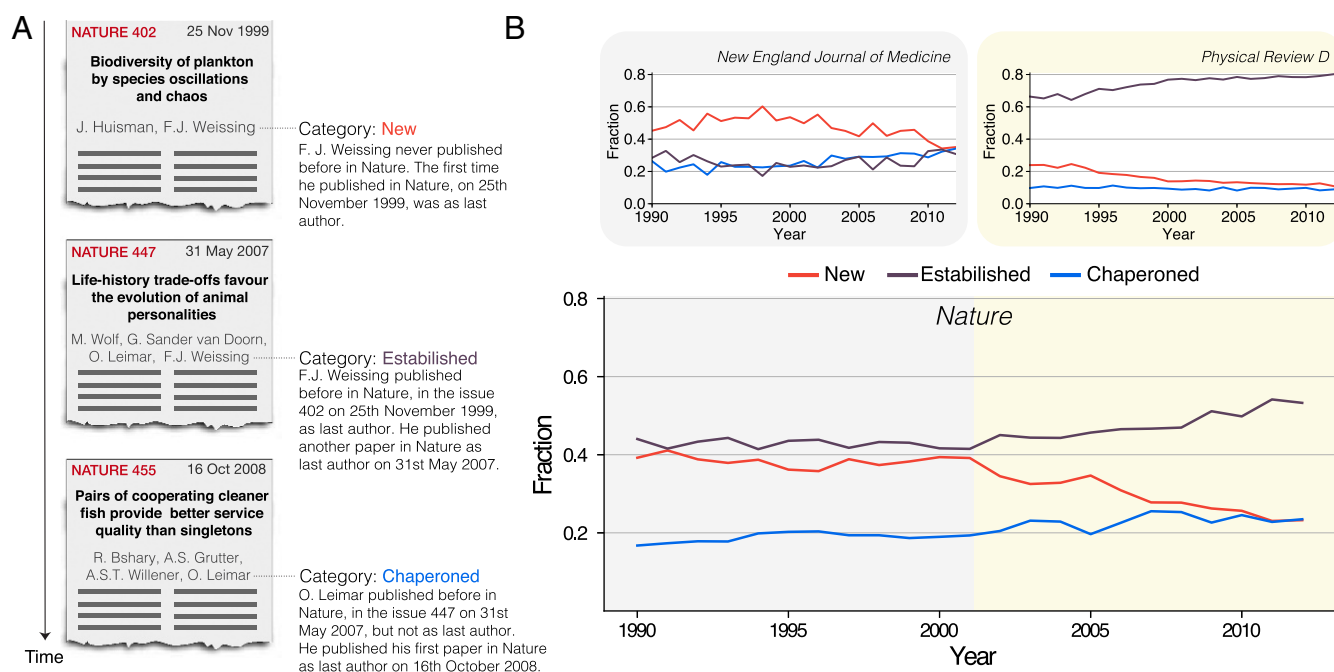 A
NATURE 402 25 Nov 1999
Biodiversity of plankton
by species oscillations
and chaos
J. Huisman, F.J. Weissing
Category: New
F. J. Weissing never published
before in Nature. The first time
he published in Nature, on 25th
November 1999, was as last
author.
NATURE 447 31 May 2007
Life-history trade-offs favour
the evolution of animal
personalities
M. Wolf, G. Sander van Doorn,
O. Leimar, F.J. Weissing
Category: Estabilished
F.J. Weissing published
before in Nature, in the issue
402 on 25th November 1999,
as last author. He published
another paper in Nature as
last author on 31st May 2007.
NATURE 455 16 Oct 2008
Pairs of cooperating cleaner
fish provide better service
quality than singletons
R. Bshary, A.S. Grutter,
A.S.T. Willener, O. Leimar
Category: Chaperoned
O. Leimar published before in
Nature, in the issue 447 on 31st
May 2007, but not as last author.
He published his first paper in Nature
as last author on 16th October 2008.
Time
B
New England Journal of Medicine
0.8
0.6
0.4
0.2
0.0
Fraction
1990 1995 2000 2005 2010
Year
Physical Review D
0.8
0.6
0.4
0.2
0.0
Fraction
1990 1995 2000 2005 2010
Year
New Estabilished Chaperoned
Nature
0.8
0.6
0.4
0.2
Fraction
1990 1995 2000 2005 2010
Year